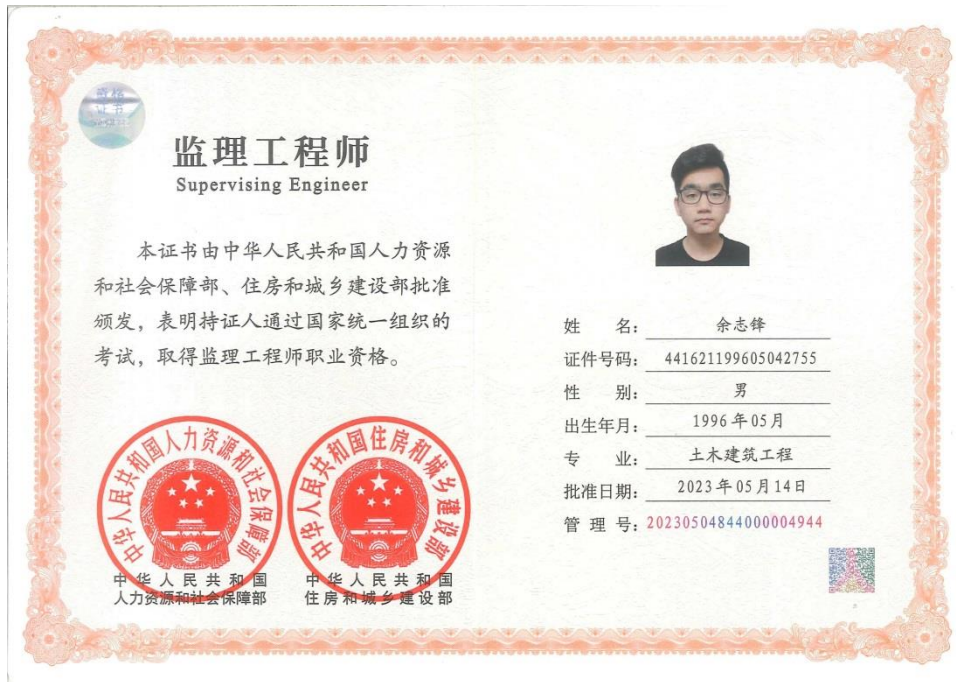 资格
证书
监理工程师
Supervising Engineer
本证书由中华人民共和国人力资源
和社会保障部、住房和城乡建设部批准
颁发，表明持证人通过国家统一组织的
考试，取得监理工程师职业资格。
中华人民共和国人力资源和社会保障部
中华人民共和国住房和城乡建设部
中华人民共和国
人力资源和社会保障部
中华人民共和国
住房和城乡建设部
姓 名：余志锋
证件号码：441621199605042755
性 别：男
出生年月：1996年05月
专 业：土木建筑工程
批准日期：2023年05月14日
管 理 号：20230504844000004944